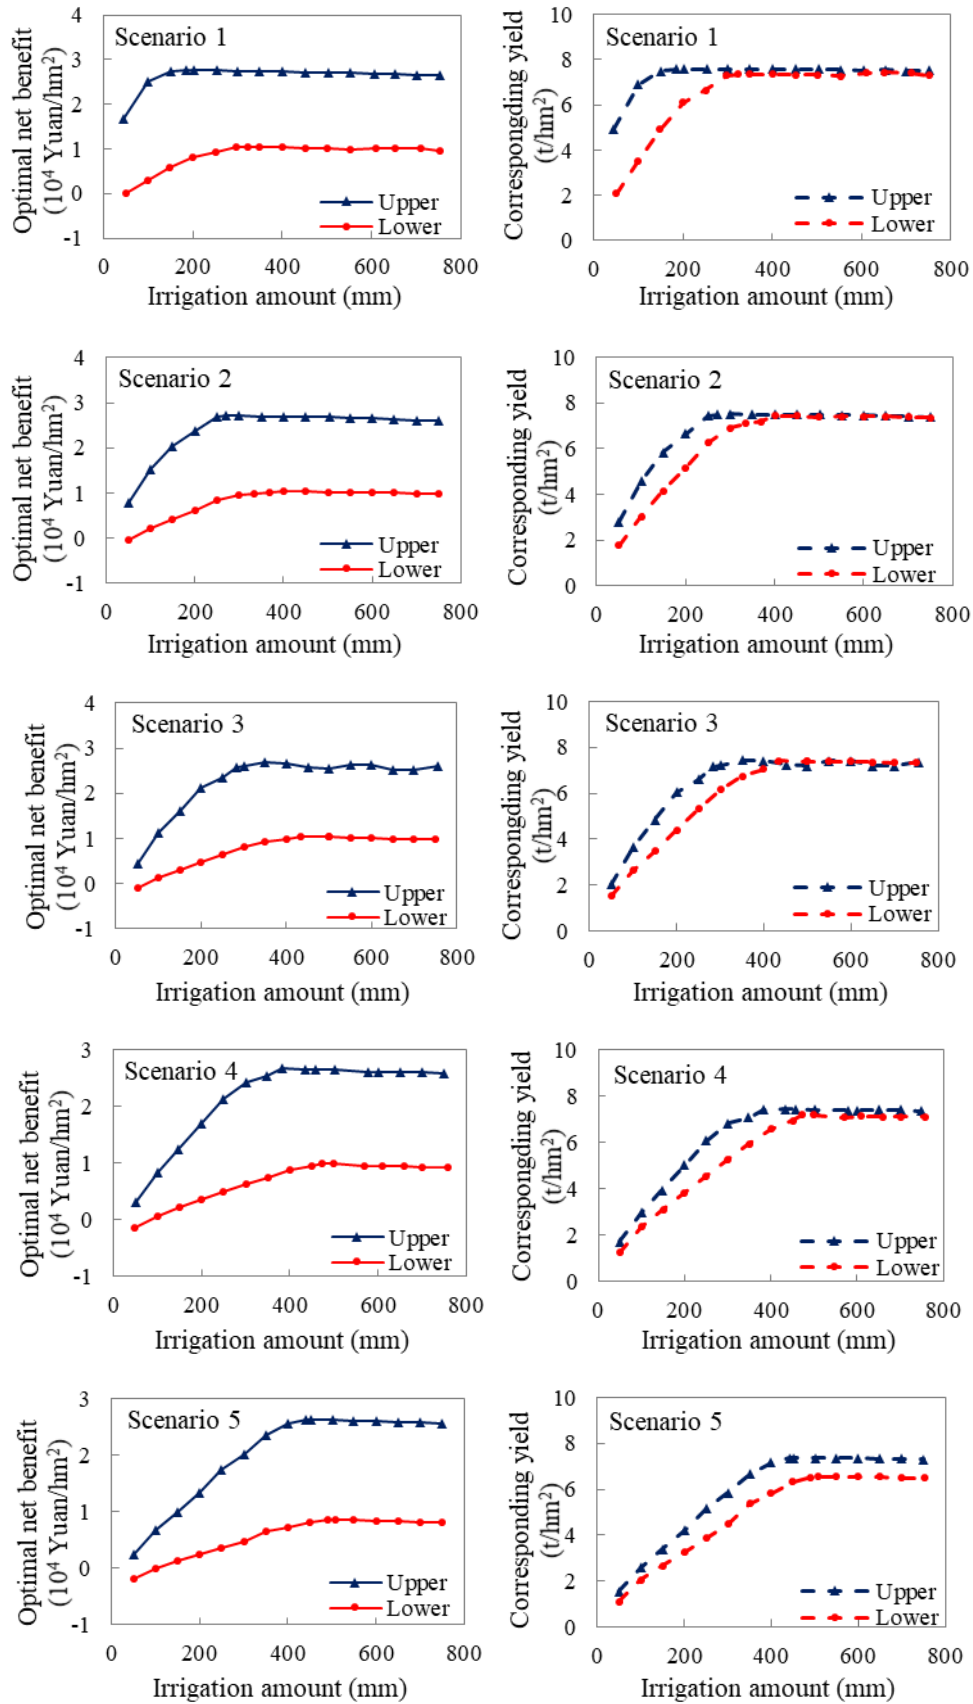 Scenario 1
Optimal net benefit
(10⁴ Yuan/hm²)
4
3
2
1
0
-1
Upper
Lower
0 200 400 600 800
Irrigation amount (mm)
Scenario 1
Correspongding yield
(t/hm²)
10
8
6
4
2
0
Upper
Lower
0 200 400 600 800
Irrigation amount (mm)
Scenario 2
Optimal net benefit
(10⁴ Yuan/hm²)
4
3
2
1
0
-1
Upper
Lower
0 200 400 600 800
Irrigation amount (mm)
Scenario 2
Corresponding yield
(t/hm²)
10
8
6
4
2
0
Upper
Lower
0 200 400 600 800
Irrigation amount (mm)
Scenario 3
Optimal net benefit
(10⁴ Yuan/hm²)
4
3
2
1
0
-1
Upper
Lower
0 200 400 600 800
Irrigation amount (mm)
Scenario 3
Correspongding yield
(t/hm²)
10
8
6
4
2
0
Upper
Lower
0 200 400 600 800
Irrigation amount (mm)
Scenario 4
Optimal net benefit
(10⁴ Yuan/hm²)
3
2
1
0
-1
Upper
Lower
0 200 400 600 800
Irrigation amount (mm)
Scenario 4
Correspongding yield
(t/hm²)
10
8
6
4
2
0
Upper
Lower
0 200 400 600 800
Irrigation amount (mm)
Scenario 5
Optimal net benefit
(10⁴ Yuan/hm²)
3
2
1
0
-1
Upper
Lower
0 200 400 600 800
Irrigation amount (mm)
Scenario 5
Correspongding yield
(t/hm²)
10
8
6
4
2
0
Upper
Lower
0 200 400 600 800
Irrigation amount (mm)